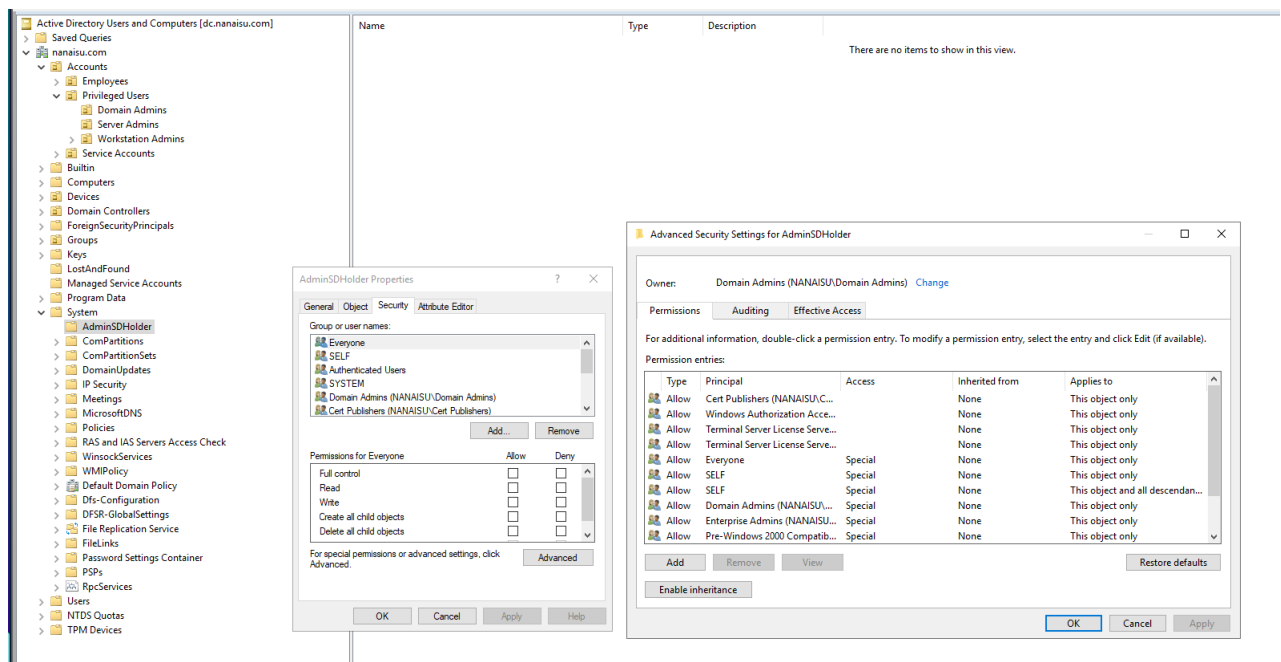 Active Directory Users and Computers [dc.nanaisu.com]
Saved Queries
nanaisu.com
Accounts
Employees
Privileged Users
Domain Admins
Server Admins
Workstation Admins
Service Accounts
Builtin
Computers
Devices
Domain Controllers
ForeignSecurityPrincipals
Groups
Keys
LostAndFound
Managed Service Accounts
Program Data
System
AdminSDHolder
ComPartitions
ComPartitionSets
DomainUpdates
IP Security
Meetings
MicrosoftDNS
Policies
RAS and IAS Servers Access Check
WinsockServices
WMIPolicy
Default Domain Policy
Dfs-Configuration
DFSR-GlobalSettings
File Replication Service
FileLinks
Password Settings Container
PSPs
RpcServices
Users
NTDS Quotas
TPM Devices
Name Type Description
There are no items to show in this view.
AdminSDHolder Properties ?
General Object Security Attribute Editor
Group or user names:
Everyone
SELF
Authenticated Users
SYSTEM
Domain Admins (NANAISU\Domain Admins)
Cert Publishers (NANAISU\Cert Publishers)
Add... Remove
Permissions for Everyone Allow Deny
Full control
Read
Write
Create all child objects
Delete all child objects
For special permissions or advanced settings, click
Advanced.
Advanced
OK Cancel Apply Help
Advanced Security Settings for AdminSDHolder
Owner: Domain Admins (NANAISU\Domain Admins) Change
Permissions Auditing Effective Access
For additional information, double-click a permission entry. To modify a permission entry, select the entry and click Edit (if available).
Permission entries:
Type Principal Access Inherited from Applies to
Allow Cert Publishers (NANAISU\C... None This object only
Allow Windows Authorization Acce... None This object only
Allow Terminal Server License Serve... None This object only
Allow Terminal Server License Serve... None This object only
Allow Everyone Special None This object only
Allow SELF Special None This object only
Allow SELF Special None This object and all descendan...
Allow Domain Admins (NANAISU\... Special None This object only
Allow Enterprise Admins (NANAISU... Special None This object only
Allow Pre-Windows 2000 Compatib... Special None This object only
Add Remove View Restore defaults
Enable inheritance
OK Cancel Apply